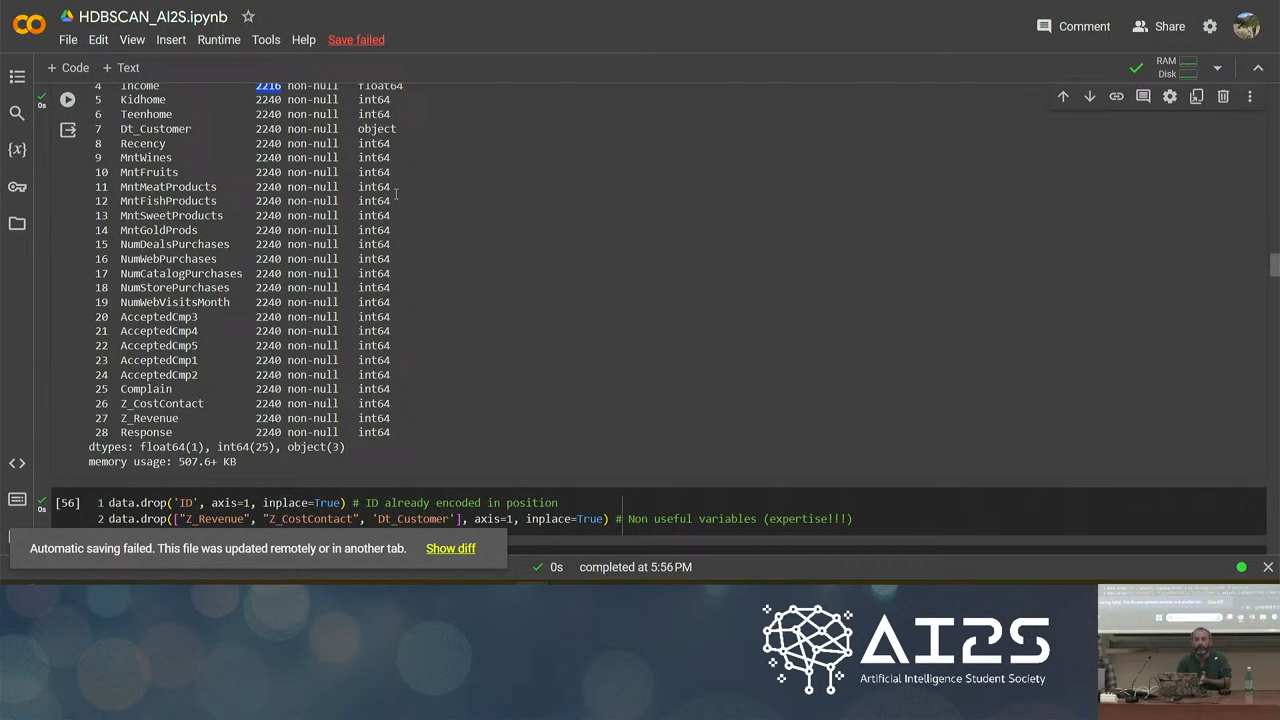 HDBSCAN_AI2S.ipynb
File Edit View Insert Runtime Tools Help Save failed
Comment
Share
+ Code + Text
RAM
Disk
4 Income 2216 non-null float64
0s
5 Kidhome 2240 non-null int64
6 Teenhome 2240 non-null int64
7 Dt_Customer 2240 non-null object
8 Recency 2240 non-null int64
9 MntWines 2240 non-null int64
10 MntFruits 2240 non-null int64
11 MntMeatProducts 2240 non-null int64
12 MntFishProducts 2240 non-null int64
13 MntSweetProducts 2240 non-null int64
14 MntGoldProds 2240 non-null int64
15 NumDealsPurchases 2240 non-null int64
16 NumWebPurchases 2240 non-null int64
17 NumCatalogPurchases 2240 non-null int64
18 NumStorePurchases 2240 non-null int64
19 NumWebVisitsMonth 2240 non-null int64
20 AcceptedCmp3 2240 non-null int64
21 AcceptedCmp4 2240 non-null int64
22 AcceptedCmp5 2240 non-null int64
23 AcceptedCmp1 2240 non-null int64
24 AcceptedCmp2 2240 non-null int64
25 Complain 2240 non-null int64
26 Z_CostContact 2240 non-null int64
27 Z_Revenue 2240 non-null int64
28 Response 2240 non-null int64
dtypes: float64(1), int64(25), object(3)
memory usage: 507.6+ KB
[56] 1 data.drop('ID', axis=1, inplace=True) # ID already encoded in position
0s
2 data.drop(["Z_Revenue", "Z_CostContact", 'Dt_Customer'], axis=1, inplace=True) # Non useful variables (expertise!!!)
Automatic saving failed. This file was updated remotely or in another tab. Show diff
0s completed at 5:56 PM
AI2S
Artificial Intelligence Student Society